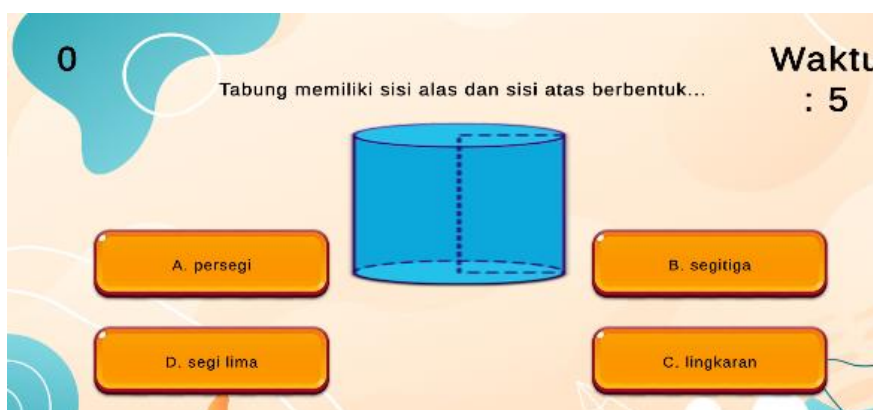 0
Waktu
: 5
Tabung memiliki sisi alas dan sisi atas berbentuk...
A. persegi
B. segitiga
D. segi lima
C. lingkaran